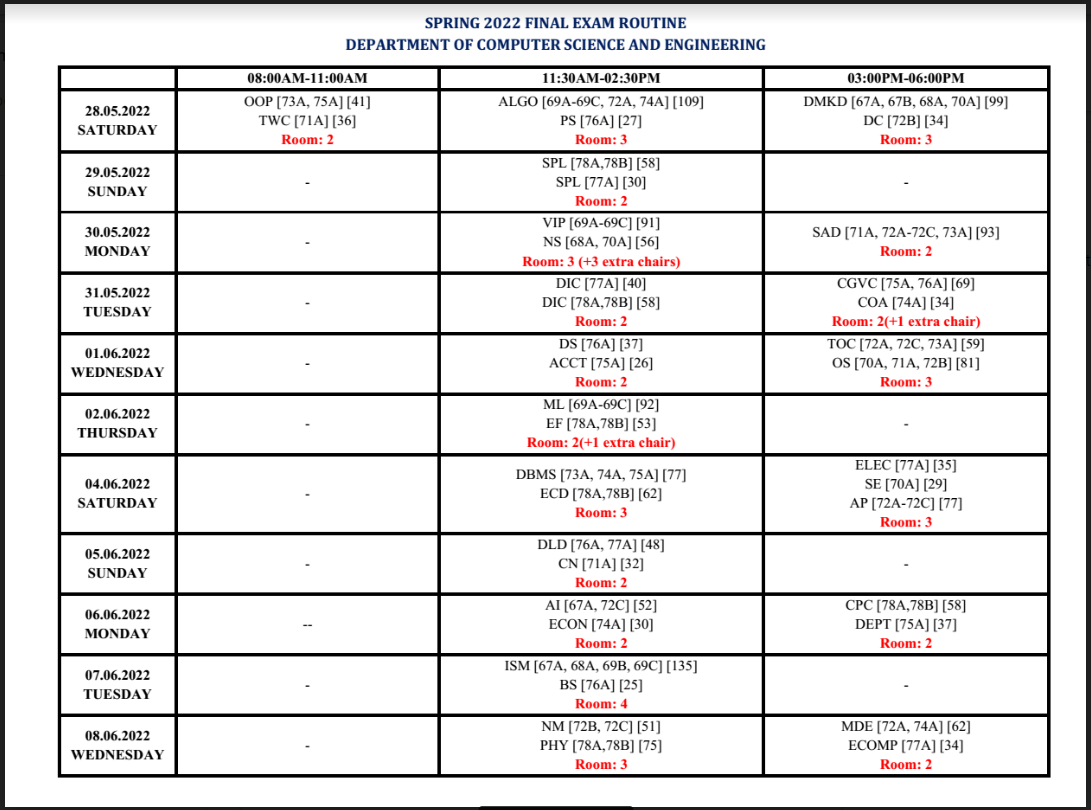 SPRING 2022 FINAL EXAM ROUTINE
DEPARTMENT OF COMPUTER SCIENCE AND ENGINEERING
08:00AM-11:00AM 11:30AM-02:30PM 03:00PM-06:00PM
28.05.2022
SATURDAY
OOP [73A, 75A] [41]
TWC [71A] [36]
Room: 2
ALGO [69A-69C, 72A, 74A] [109]
PS [76A] [27]
Room: 3
DMKD [67A, 67B, 68A, 70A] [99]
DC [72B] [34]
Room: 3
29.05.2022
SUNDAY
-
SPL [78A,78B] [58]
SPL [77A] [30]
Room: 2
-
30.05.2022
MONDAY
-
VIP [69A-69C] [91]
NS [68A, 70A] [56]
Room: 3 (+3 extra chairs)
SAD [71A, 72A-72C, 73A] [93]
Room: 2
31.05.2022
TUESDAY
-
DIC [77A] [40]
DIC [78A,78B] [58]
Room: 2
CGVC [75A, 76A] [69]
COA [74A] [34]
Room: 2(+1 extra chair)
01.06.2022
WEDNESDAY
-
DS [76A] [37]
ACCT [75A] [26]
Room: 2
TOC [72A, 72C, 73A] [59]
OS [70A, 71A, 72B] [81]
Room: 3
02.06.2022
THURSDAY
-
ML [69A-69C] [92]
EF [78A,78B] [53]
Room: 2(+1 extra chair)
-
04.06.2022
SATURDAY
-
DBMS [73A, 74A, 75A] [77]
ECD [78A,78B] [62]
Room: 3
ELEC [77A] [35]
SE [70A] [29]
AP [72A-72C] [77]
Room: 3
05.06.2022
SUNDAY
-
DLD [76A, 77A] [48]
CN [71A] [32]
Room: 2
-
06.06.2022
MONDAY
--
AI [67A, 72C] [52]
ECON [74A] [30]
Room: 2
CPC [78A,78B] [58]
DEPT [75A] [37]
Room: 2
07.06.2022
TUESDAY
-
ISM [67A, 68A, 69B, 69C] [135]
BS [76A] [25]
Room: 4
-
08.06.2022
WEDNESDAY
-
NM [72B, 72C] [51]
PHY [78A,78B] [75]
Room: 3
MDE [72A, 74A] [62]
ECOMP [77A] [34]
Room: 2